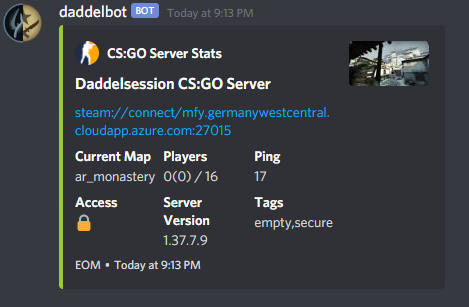 daddelbot BOT Today at 9:13 PM
CS:GO Server Stats
Daddelsession CS:GO Server
steam://connect/mfy.germanywestcentral.
cloudapp.azure.com:27015
Current Map Players Ping
ar_monastery 0(0) / 16 17
Access Server Version Tags
1.37.7.9 empty,secure
EOM • Today at 9:13 PM